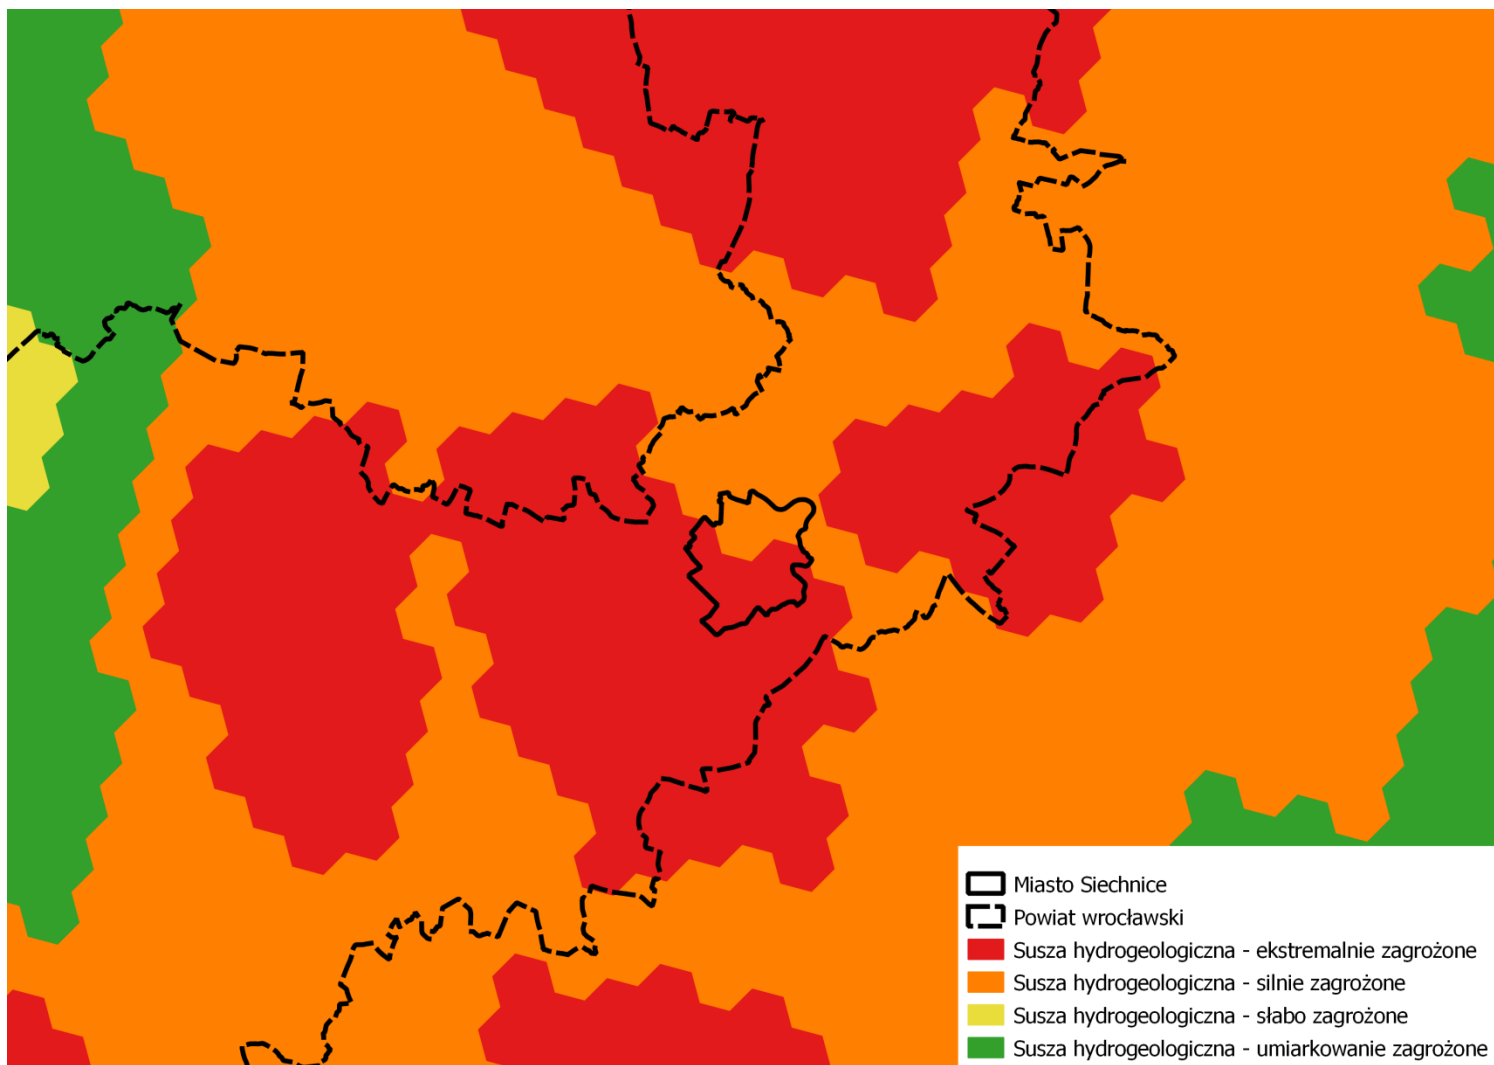 Miasto Siechnice
Powiat wrocławski
Susza hydrogeologiczna - ekstremalnie zagrożone
Susza hydrogeologiczna - silnie zagrożone
Susza hydrogeologiczna - słabo zagrożone
Susza hydrogeologiczna - umiarkowanie zagrożone